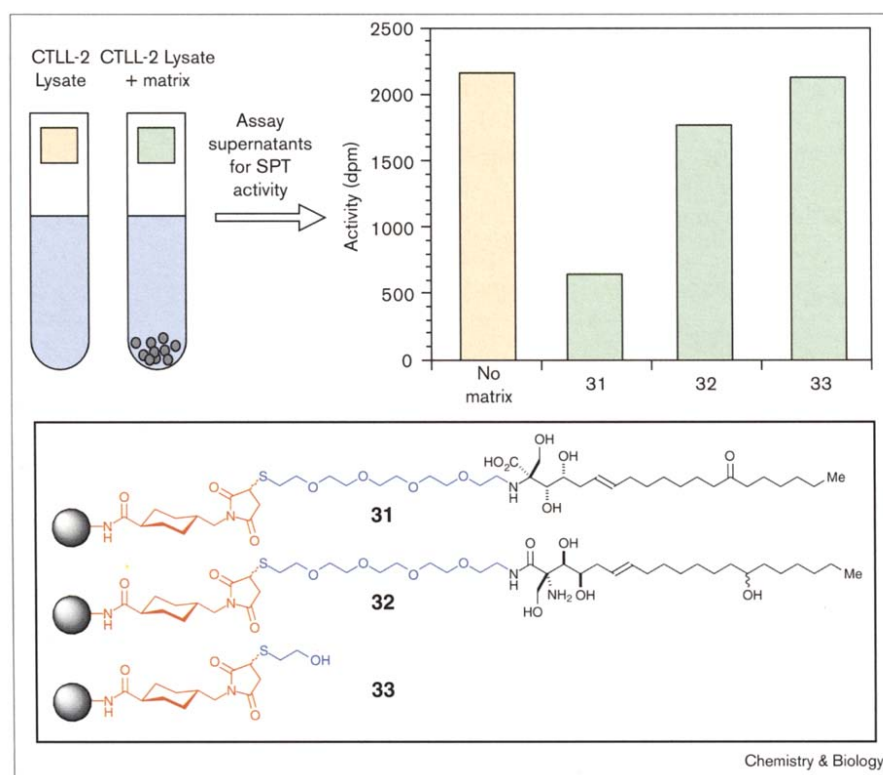 CTLL-2 Lysate
CTLL-2 Lysate + matrix
Assay
supernatants
for SPT
activity
Activity (dpm)
2500
2000
1500
1000
500
0
No matrix
31
32
33
O
N
H
O
N
O
S
O
O
O
O
N
H
HO₂C
OH
OH
OH
O
Me
31
O
N
H
O
N
O
S
O
O
O
O
N
H
O
OH
HO
NH₂
OH
OH
Me
32
O
N
H
O
N
O
S
OH
33
Chemistry & Biology